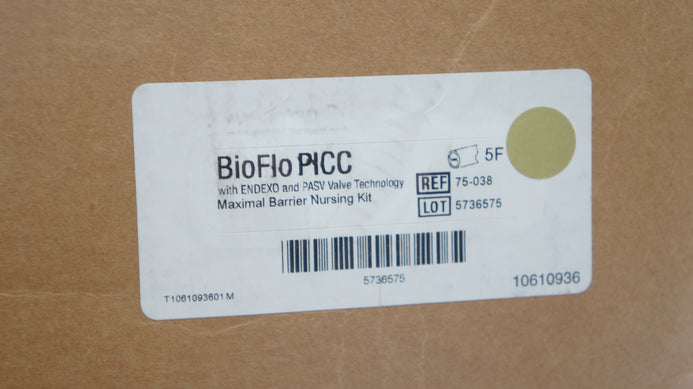 BioFlo PICC
with ENDEXO and PASV Valve Technology
Maximal Barrier Nursing Kit
5F
REF 75-038
LOT 5736575
5736575
T1061093601 M
10610936